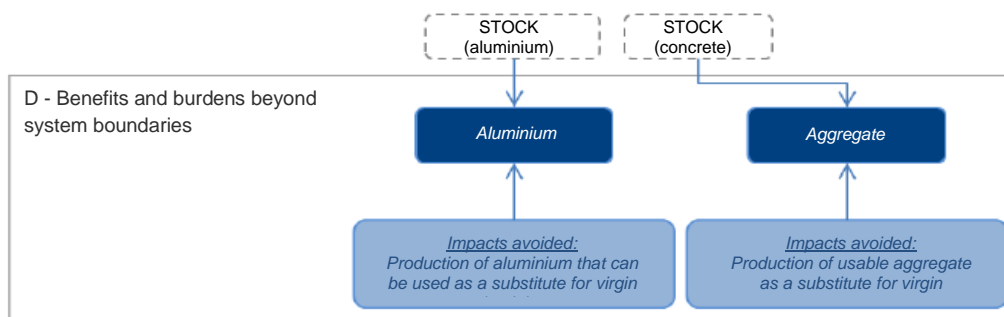 STOCK
(aluminium)
STOCK
(concrete)
D - Benefits and burdens beyond
system boundaries
Aluminium
Aggregate
Impacts avoided:
Production of aluminium that can
be used as a substitute for virgin
Impacts avoided:
Production of usable aggregate
as a substitute for virgin